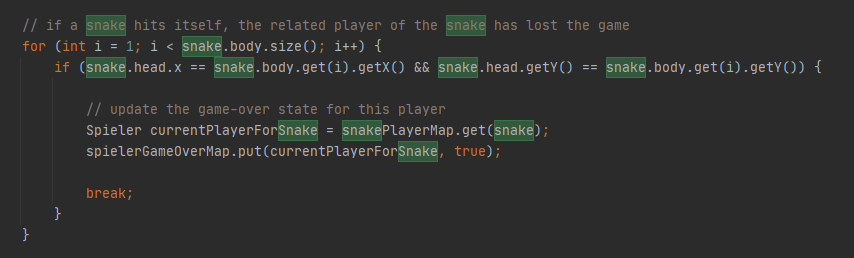 // if a snake hits itself, the related player of the snake has lost the game
for (int i = 1; i < snake.body.size(); i++) {
if (snake.head.x == snake.body.get(i).getX() && snake.head.getY() == snake.body.get(i).getY()) {
// update the game-over state for this player
Spieler currentPlayerForSnake = snakePlayerMap.get(snake);
spielerGameOverMap.put(currentPlayerForSnake, true);
break;
}
}